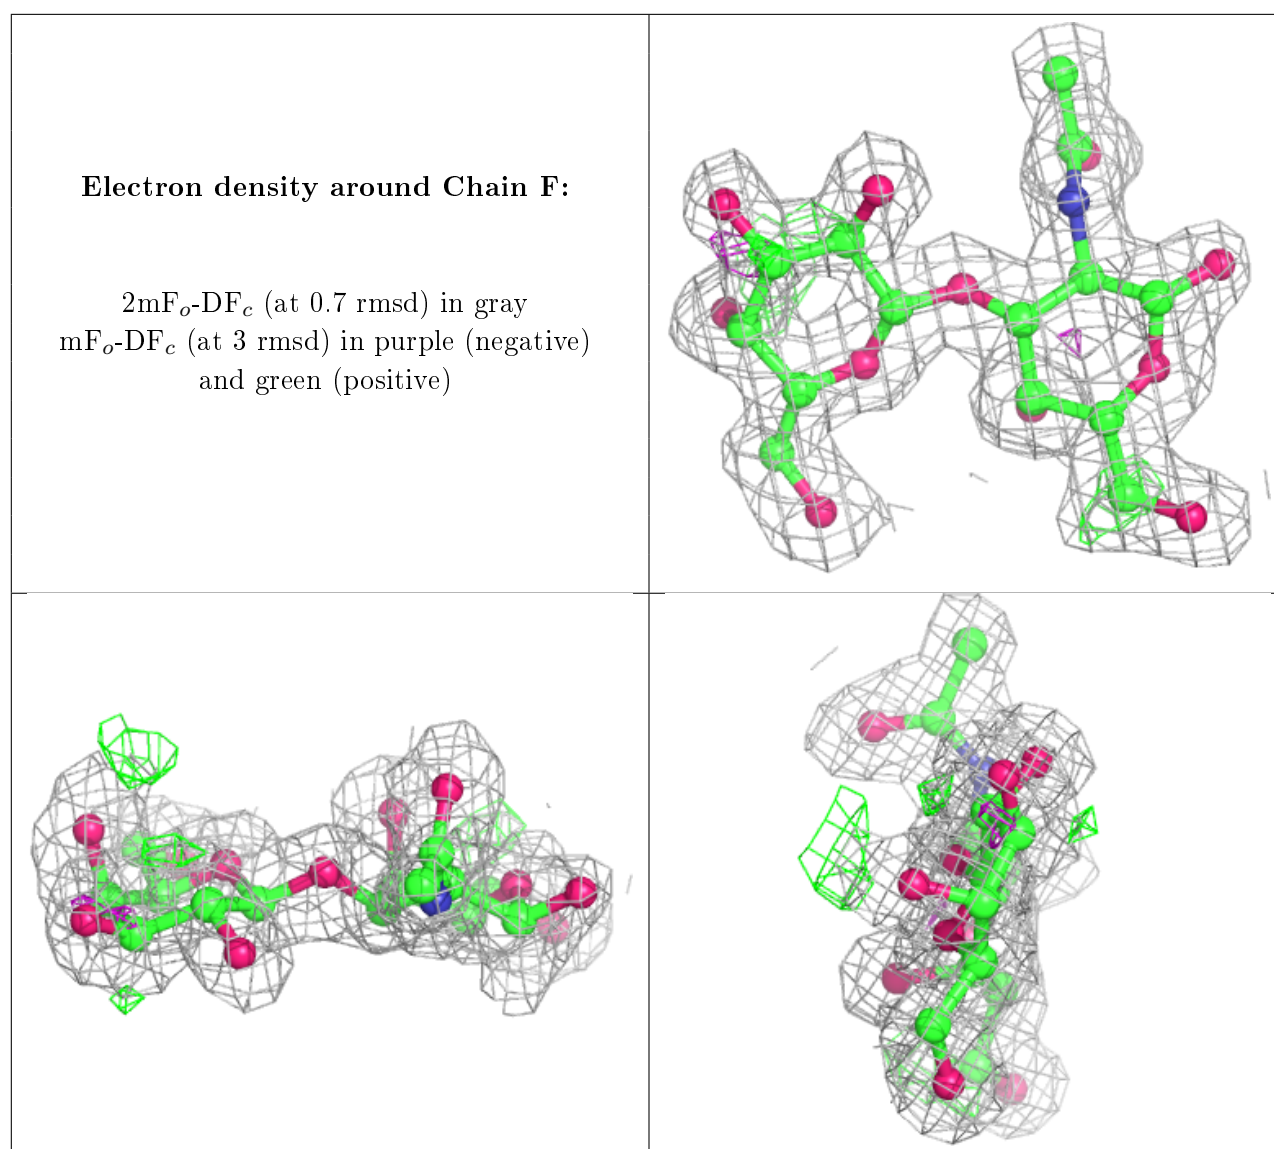 Electron density around Chain F:
2mFo-DFc (at 0.7 rmsd) in gray
mFo-DFc (at 3 rmsd) in purple (negative)
and green (positive)